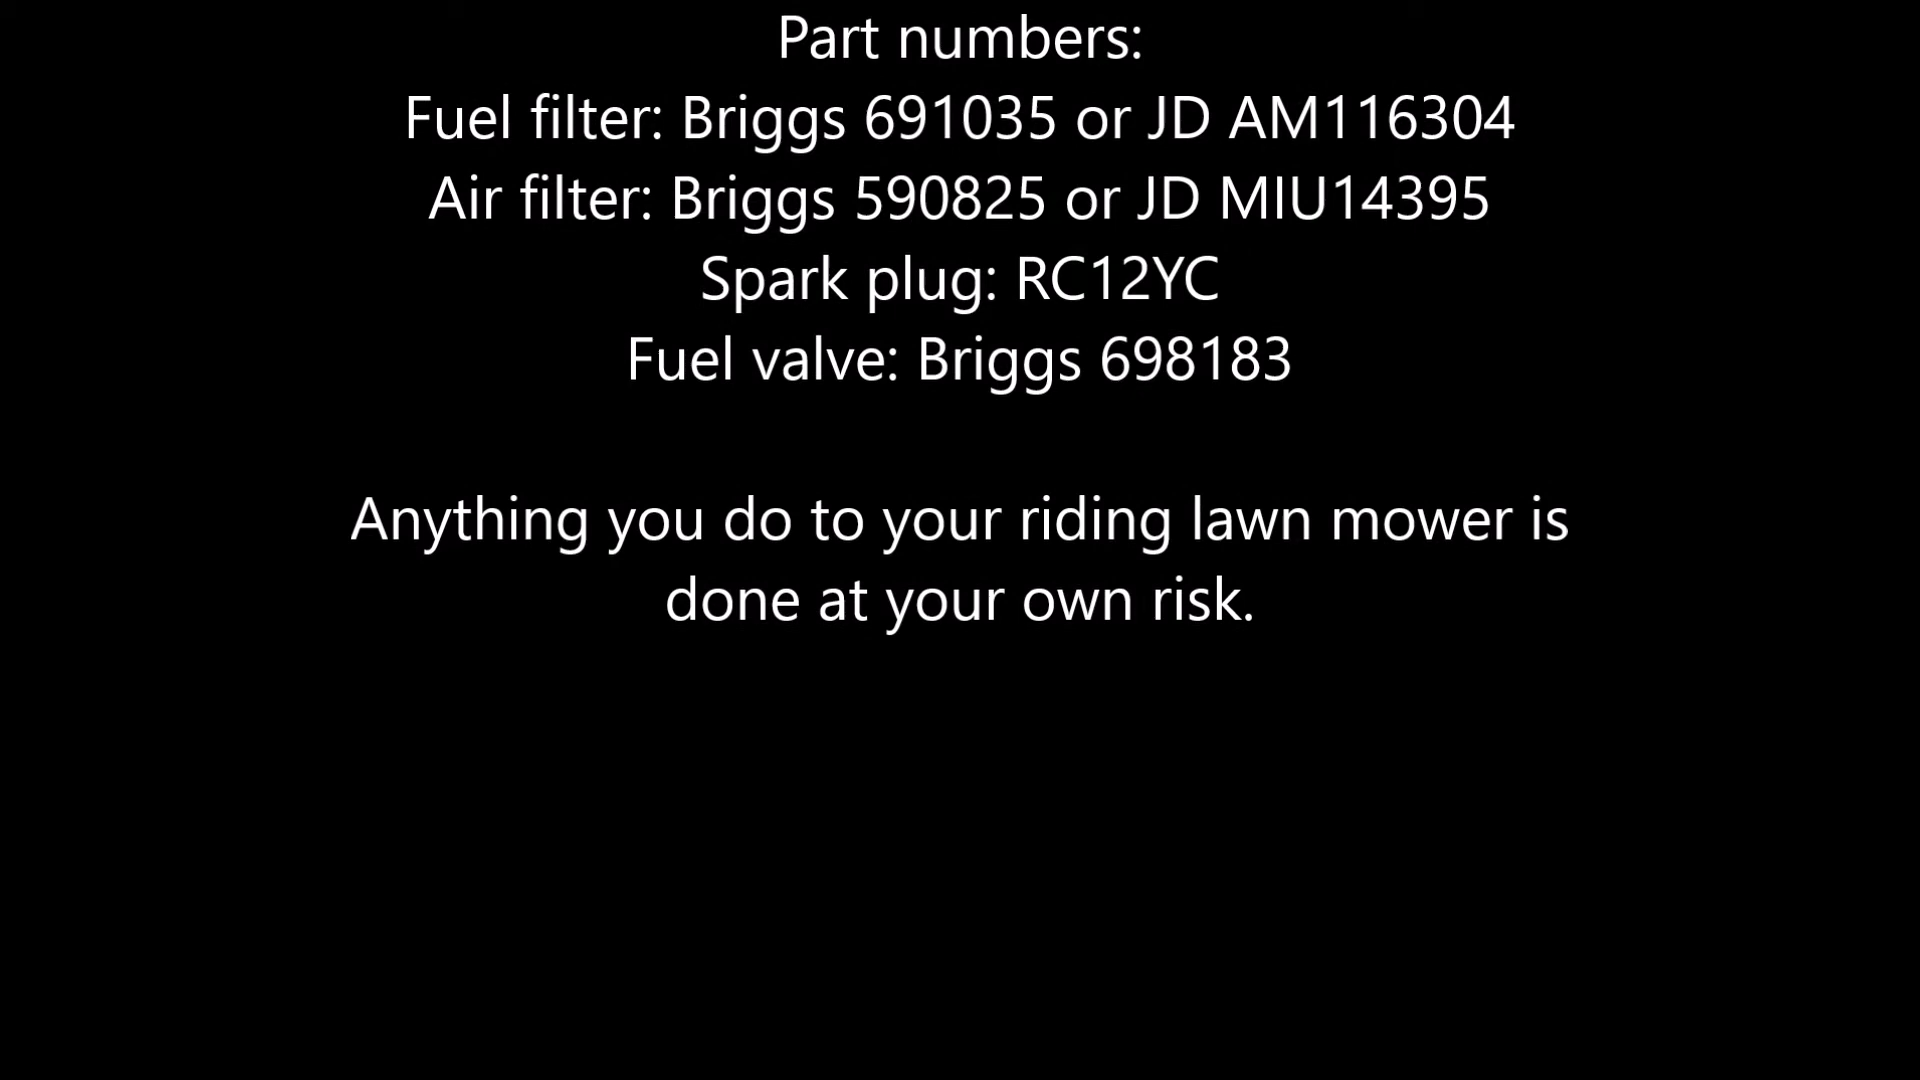 Part numbers:
Fuel filter: Briggs 691035 or JD AM116304
Air filter: Briggs 590825 or JD MIU14395
Spark plug: RC12YC
Fuel valve: Briggs 698183
Anything you do to your riding lawn mower is
done at your own risk.